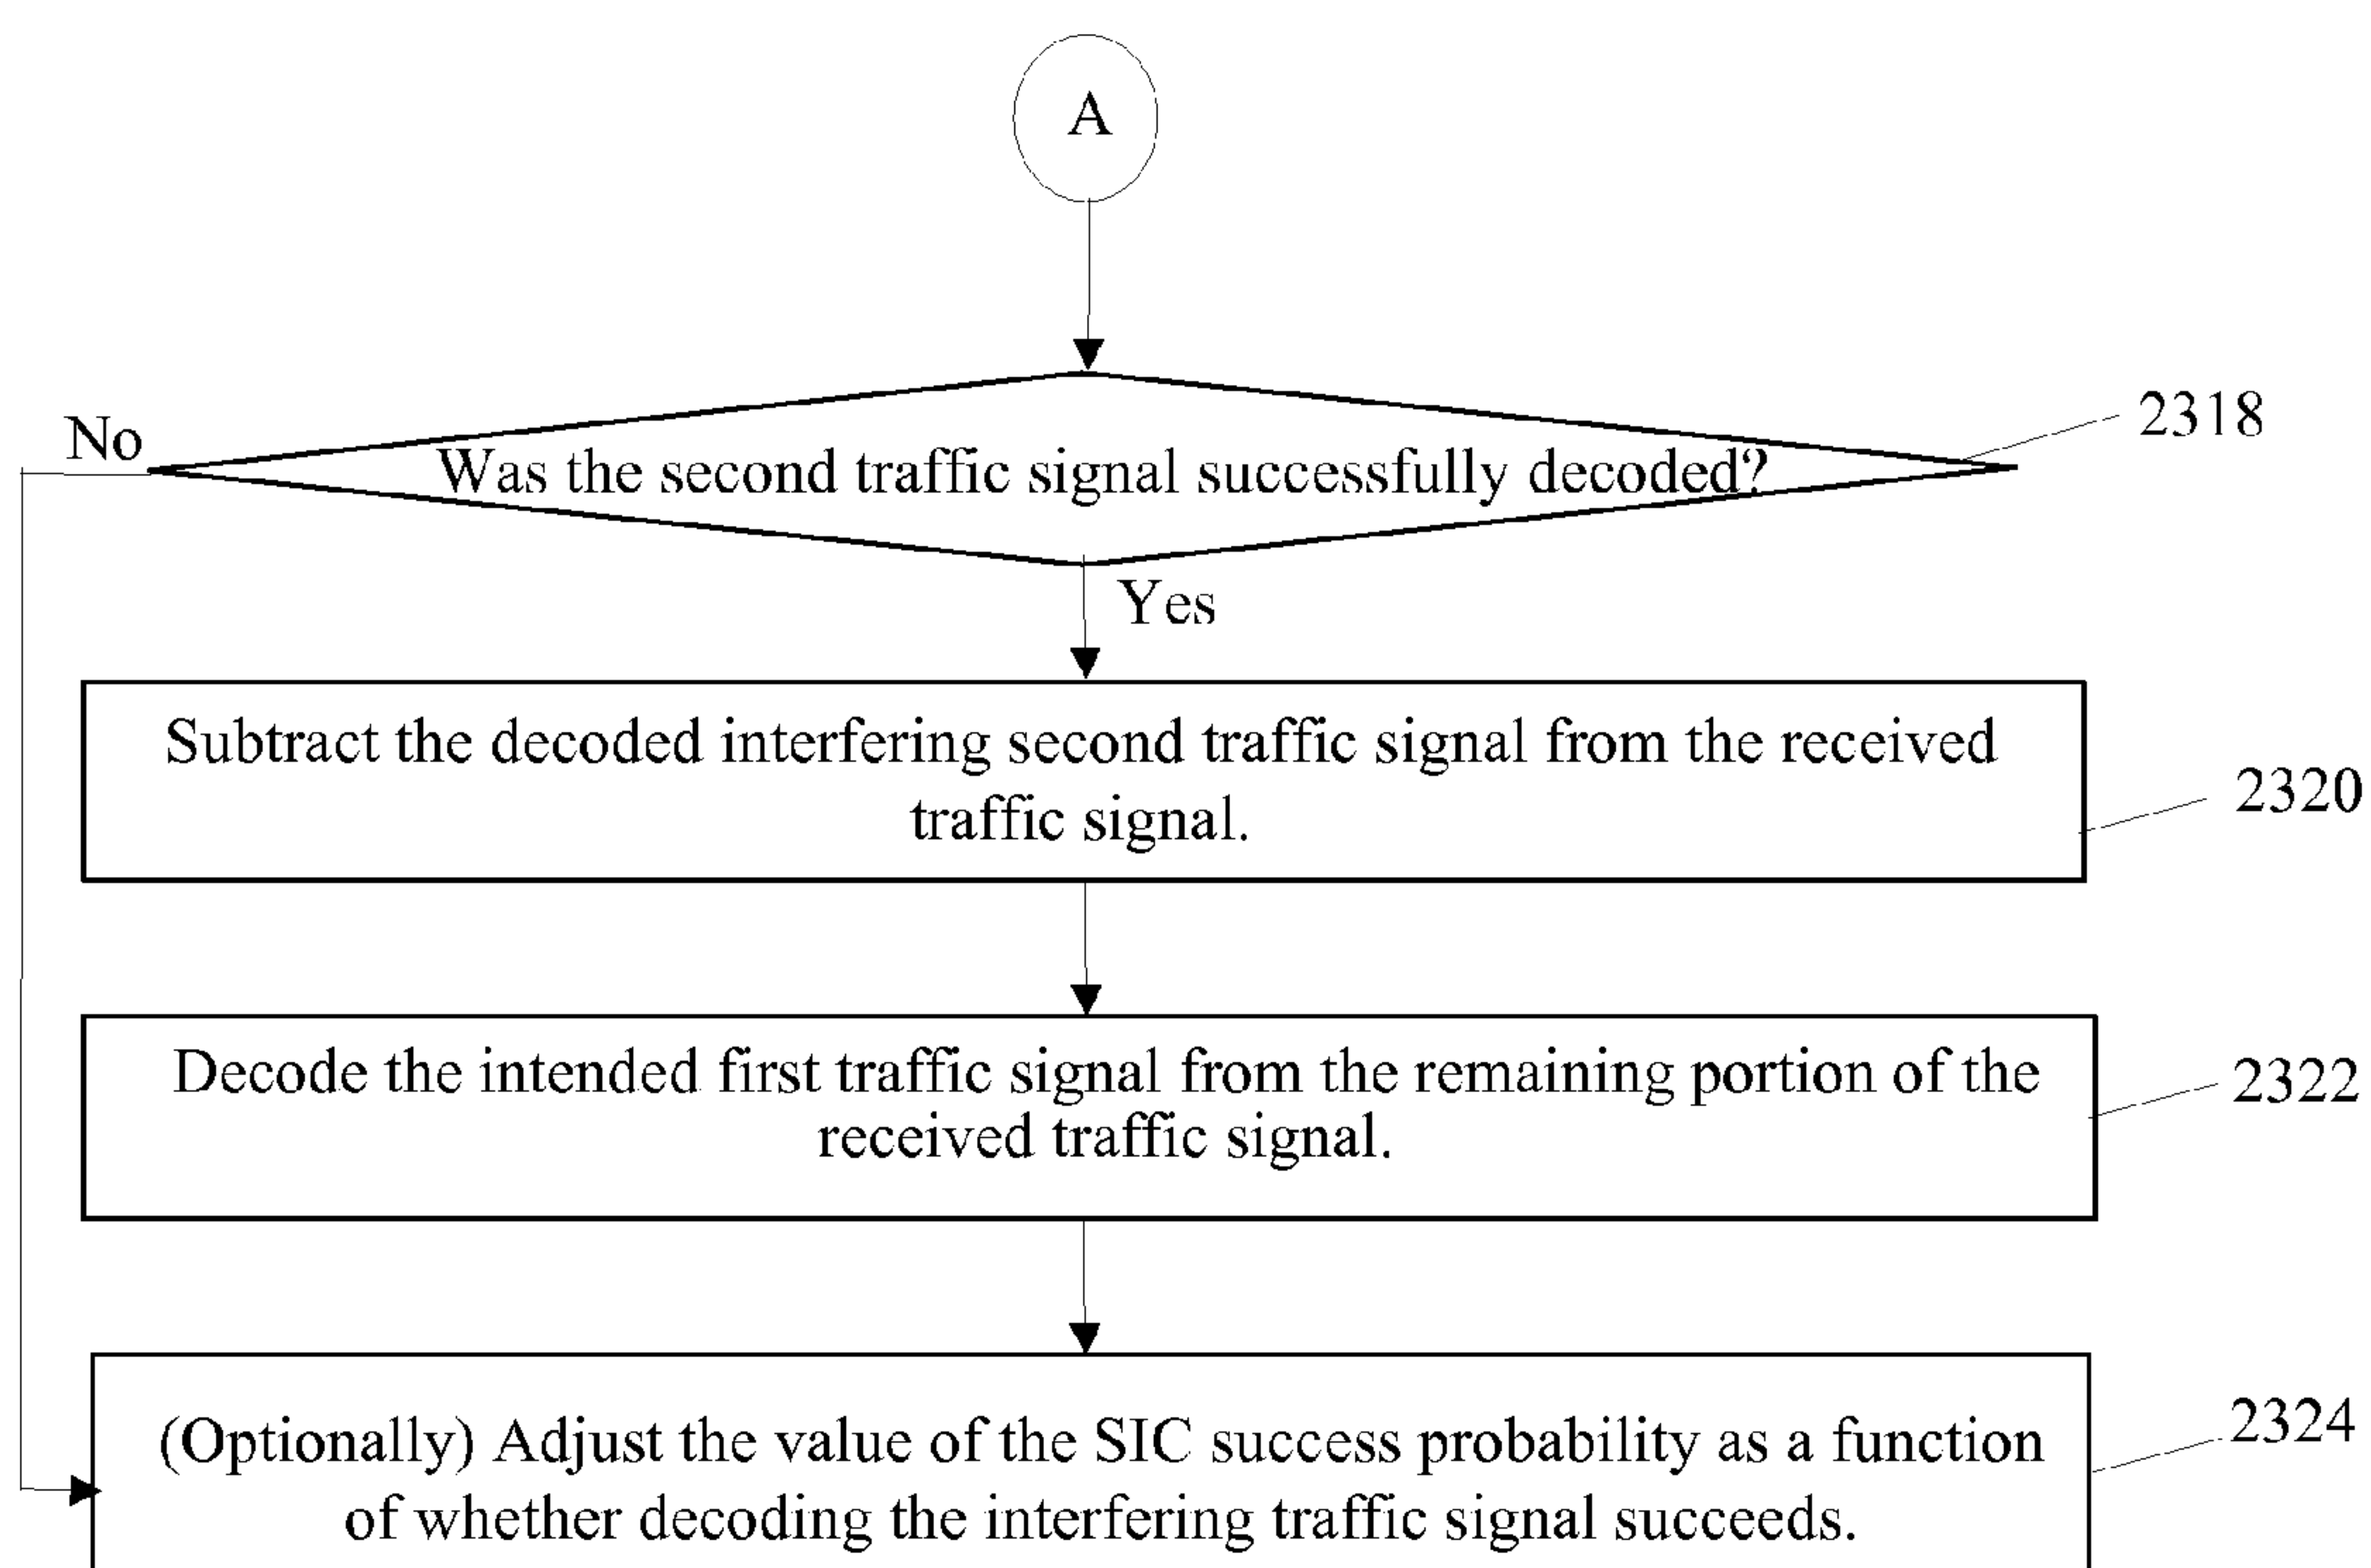 A
No
2318
Was the second traffic signal successfully decoded?
Yes
Subtract the decoded interfering second traffic signal from the received
traffic signal.
2320
Decode the intended first traffic signal from the remaining portion of the
received traffic signal.
2322
(Optionally) Adjust the value of the SIC success probability as a function
of whether decoding the interfering traffic signal succeeds.
2324